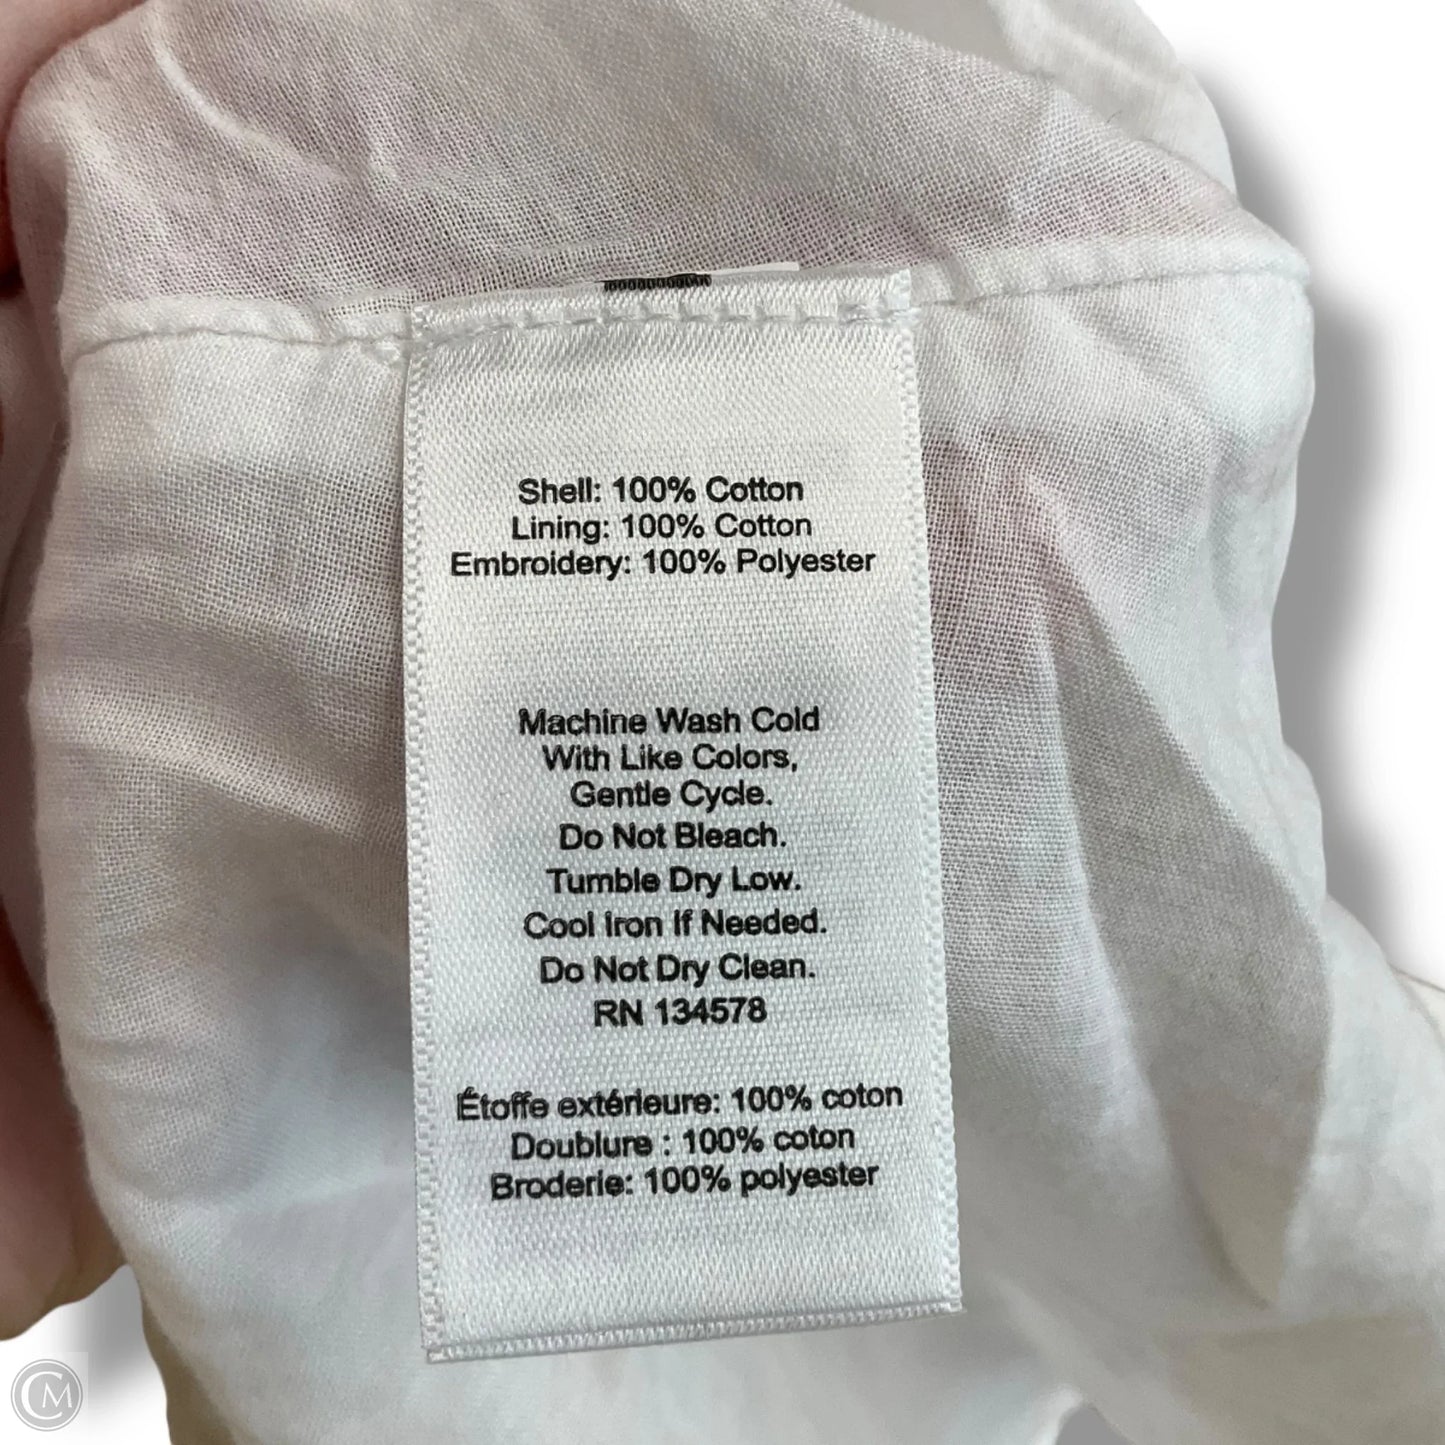 Shell: 100% Cotton
Lining: 100% Cotton
Embroidery: 100% Polyester
Machine Wash Cold
With Like Colors,
Gentle Cycle.
Do Not Bleach.
Tumble Dry Low.
Cool Iron If Needed.
Do Not Dry Clean.
RN 134578
Étoffe extérieure: 100% coton
Doublure : 100% coton
Broderie: 100% polyester
CM